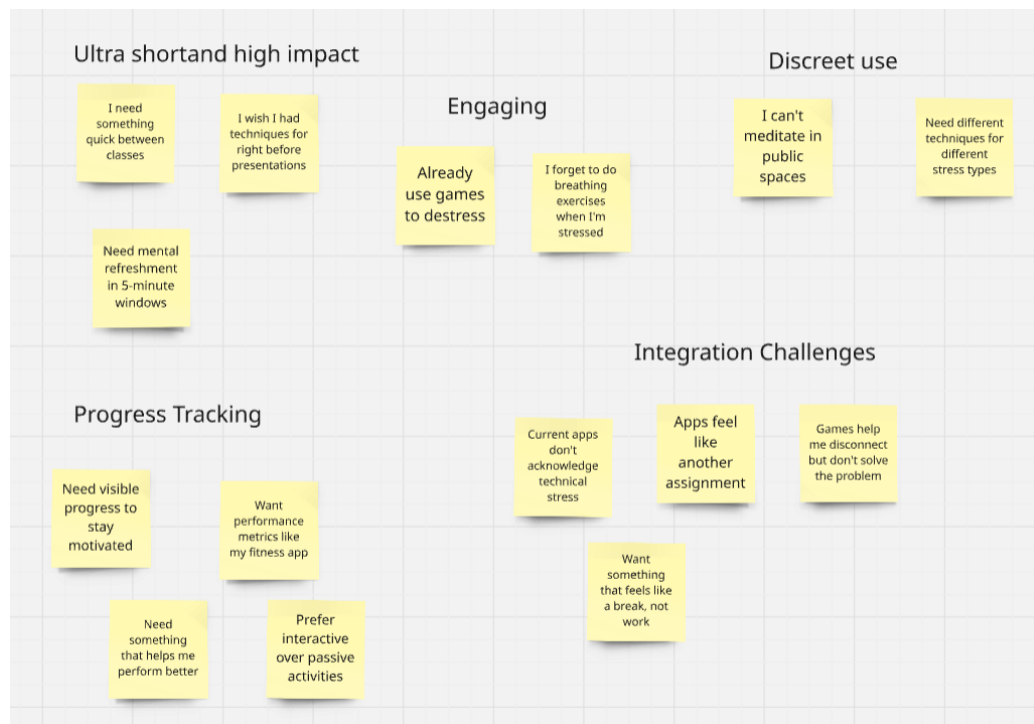 Ultra shortand high impact
I need
something
quick between
classes
I wish I had
techniques for
right before
presentations
Need mental
refreshment
in 5-minute
windows
Engaging
Already
use games
to destress
I forget to do
breathing
exercises
when I'm
stressed
Discreet use
I can't
meditate in
public
spaces
Need different
techniques for
different
stress types
Progress Tracking
Need visible
progress to
stay
motivated
Want
performance
metrics like
my fitness app
Need
something
that helps me
perform better
Prefer
interactive
over passive
activities
Integration Challenges
Current apps
don't
acknowledge
technical
stress
Apps feel
like
another
assignment
Games help
me disconnect
but don't solve
the problem
Want
something
that feels like
a break, not
work